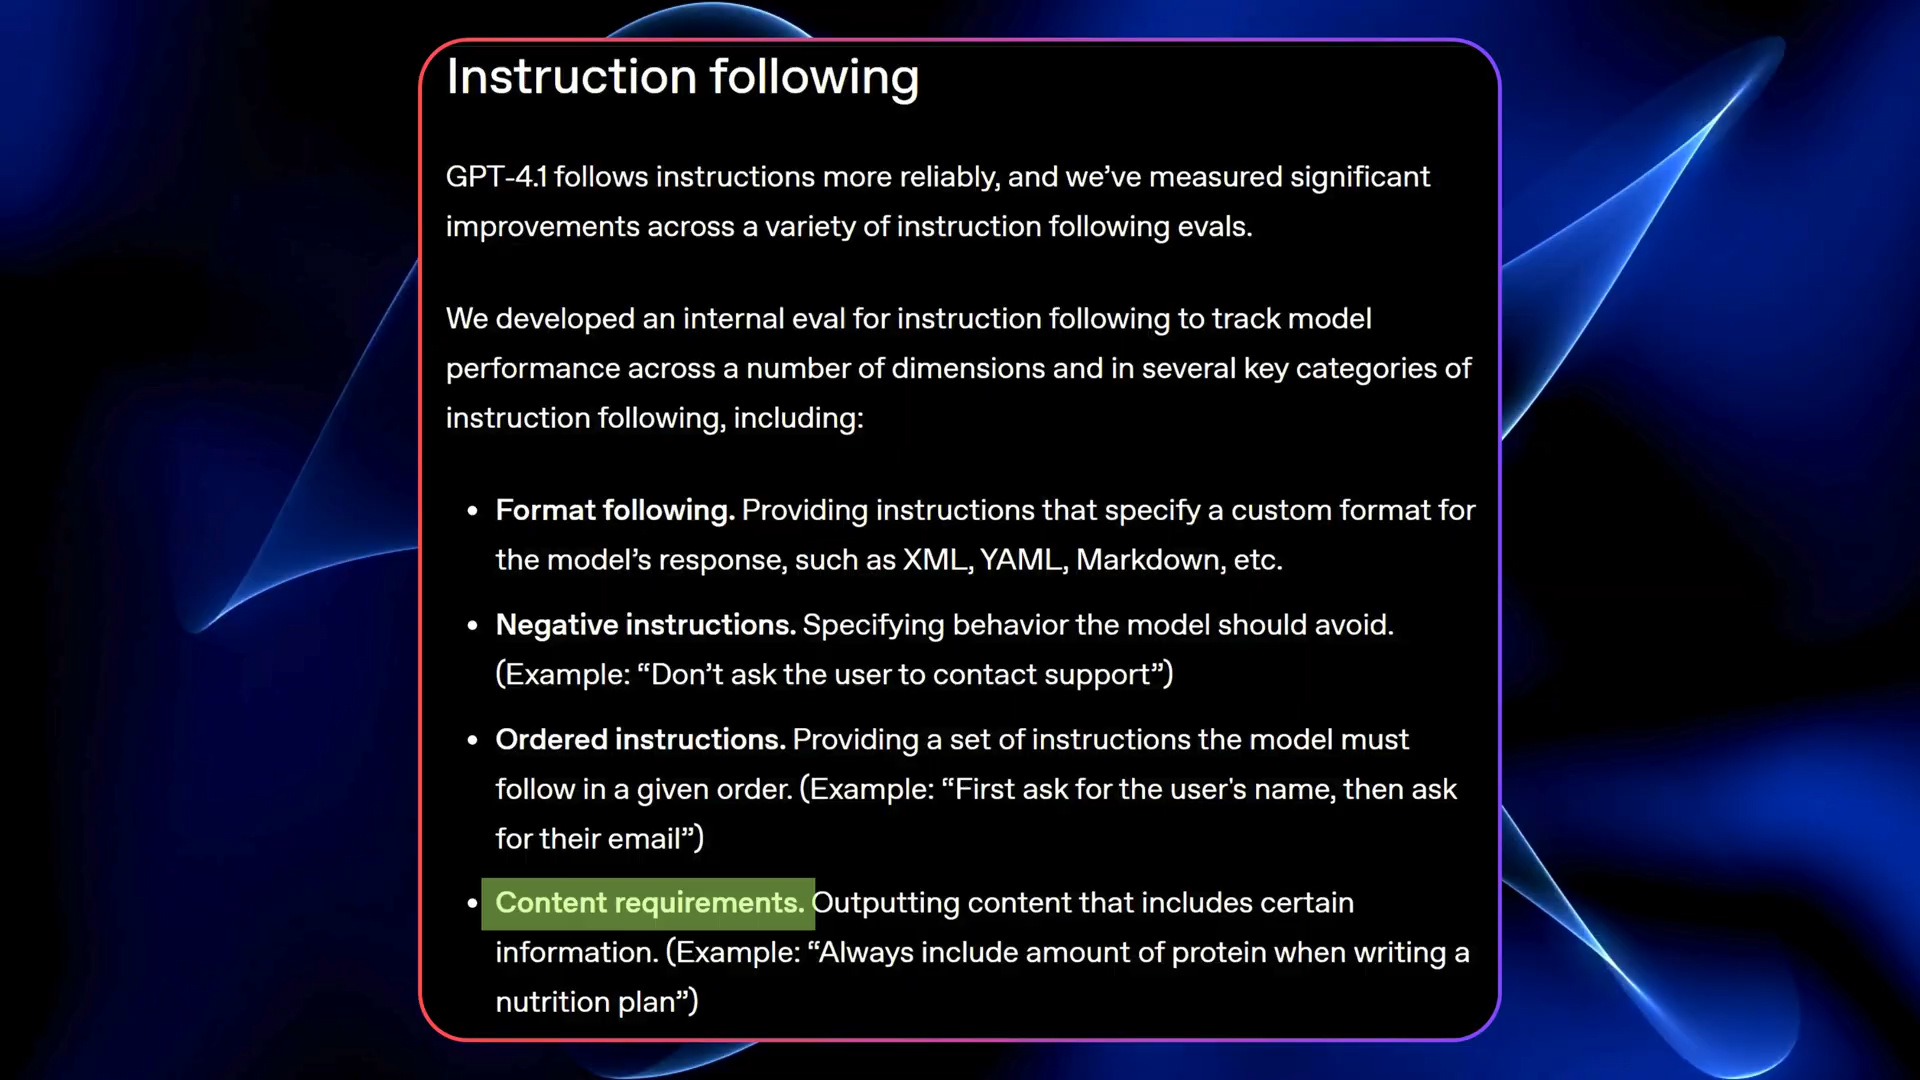 Instruction following
GPT-4.1 follows instructions more reliably, and we’ve measured significant
improvements across a variety of instruction following evals.
We developed an internal eval for instruction following to track model
performance across a number of dimensions and in several key categories of
instruction following, including:
• Format following. Providing instructions that specify a custom format for
the model’s response, such as XML, YAML, Markdown, etc.
• Negative instructions. Specifying behavior the model should avoid.
(Example: “Don’t ask the user to contact support”)
• Ordered instructions. Providing a set of instructions the model must
follow in a given order. (Example: “First ask for the user's name, then ask
for their email”)
• Content requirements. Outputting content that includes certain
information. (Example: “Always include amount of protein when writing a
nutrition plan”)